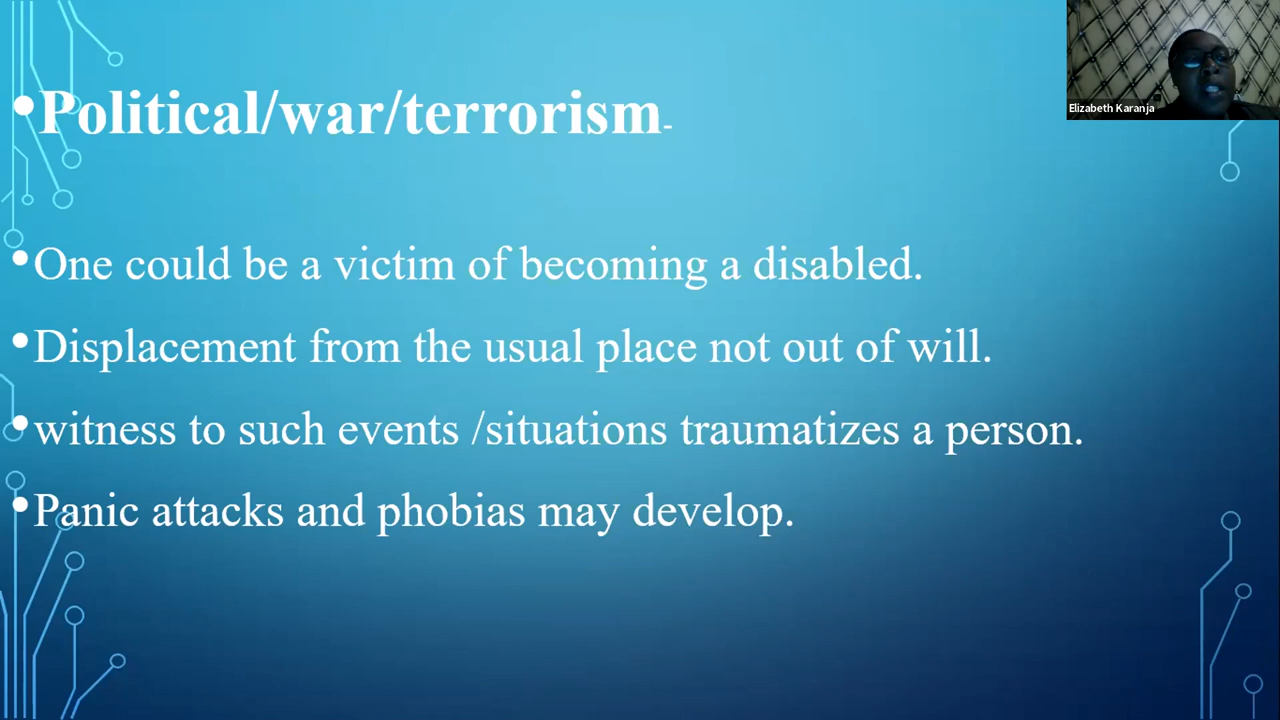 •Political/war/terrorism-
Elizabeth Karanja
•One could be a victim of becoming a disabled.
•Displacement from the usual place not out of will.
•witness to such events /situations traumatizes a person.
•Panic attacks and phobias may develop.